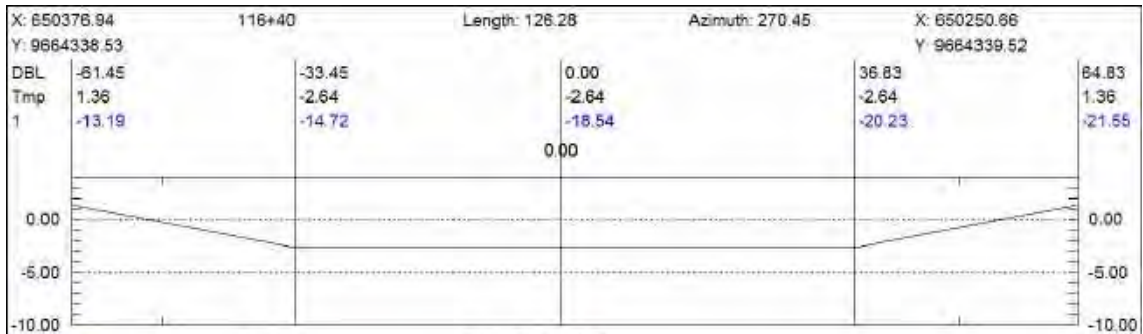 X: 650376.94 116+40 Length: 126.28 Azimuth: 270.45 X: 650250.66
Y: 9664338.53 Y: 9664339.52
DBL -61.45 -33.45 0.00 36.83 64.83
Tmp 1.36 -2.64 -2.64 -2.64 1.36
1 -13.19 -14.72 -18.54 -20.23 -21.55
0.00
0.00 0.00
-5.00 -5.00
-10.00 -10.00